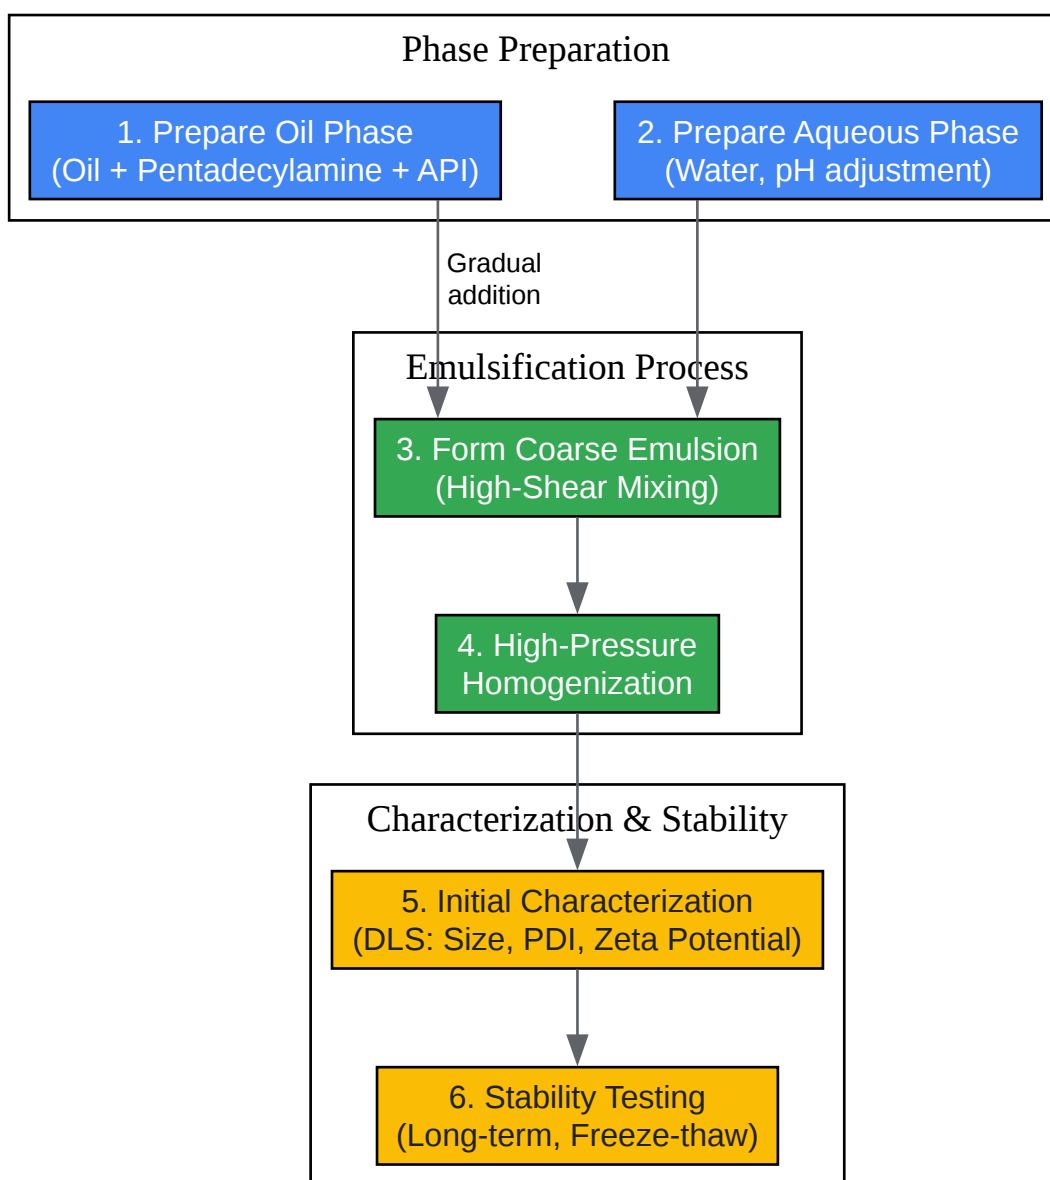 Phase Preparation
1. Prepare Oil Phase
(Oil + Pentadecylamine + API)
2. Prepare Aqueous Phase
(Water, pH adjustment)
Gradual
addition
Emulsification Process
3. Form Coarse Emulsion
(High-Shear Mixing)
4. High-Pressure
Homogenization
Characterization & Stability
5. Initial Characterization
(DLS: Size, PDI, Zeta Potential)
6. Stability Testing
(Long-term, Freeze-thaw)